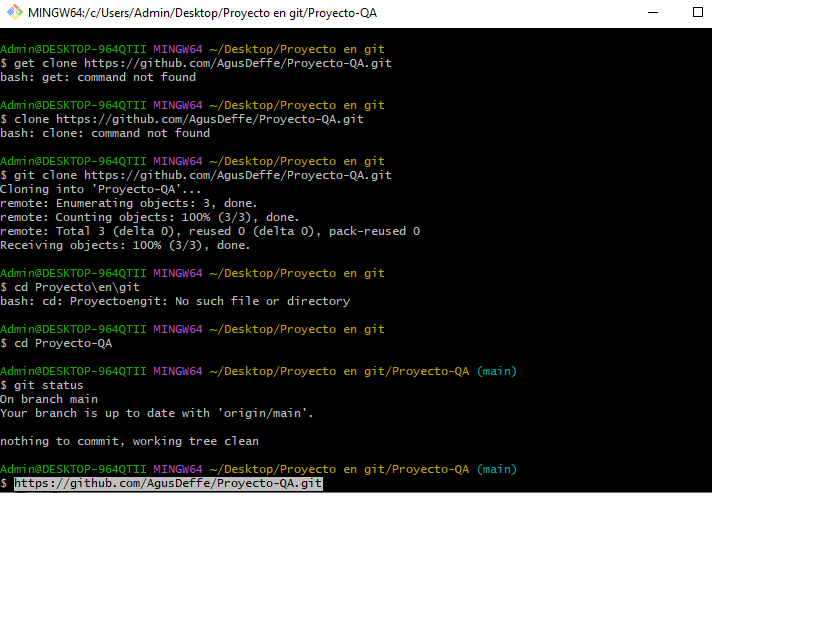 MINGW64:/c/Users/Admin/Desktop/Proyecto en git/Proyecto-QA
Admin@DESKTOP-964QTII MINGW64 ~/Desktop/Proyecto en git
$ get clone https://github.com/AgusDeffe/Proyecto-QA.git
bash: get: command not found
Admin@DESKTOP-964QTII MINGW64 ~/Desktop/Proyecto en git
$ clone https://github.com/AgusDeffe/Proyecto-QA.git
bash: clone: command not found
Admin@DESKTOP-964QTII MINGW64 ~/Desktop/Proyecto en git
$ git clone https://github.com/AgusDeffe/Proyecto-QA.git
Cloning into 'Proyecto-QA'...
remote: Enumerating objects: 3, done.
remote: Counting objects: 100% (3/3), done.
remote: Total 3 (delta 0), reused 0 (delta 0), pack-reused 0
Receiving objects: 100% (3/3), done.
Admin@DESKTOP-964QTII MINGW64 ~/Desktop/Proyecto en git
$ cd Proyecto\en\git
bash: cd: Proyectoengit: No such file or directory
Admin@DESKTOP-964QTII MINGW64 ~/Desktop/Proyecto en git
$ cd Proyecto-QA
Admin@DESKTOP-964QTII MINGW64 ~/Desktop/Proyecto en git/Proyecto-QA (main)
$ git status
On branch main
Your branch is up to date with 'origin/main'.
nothing to commit, working tree clean
Admin@DESKTOP-964QTII MINGW64 ~/Desktop/Proyecto en git/Proyecto-QA (main)
$ https://github.com/AgusDeffe/Proyecto-QA.git